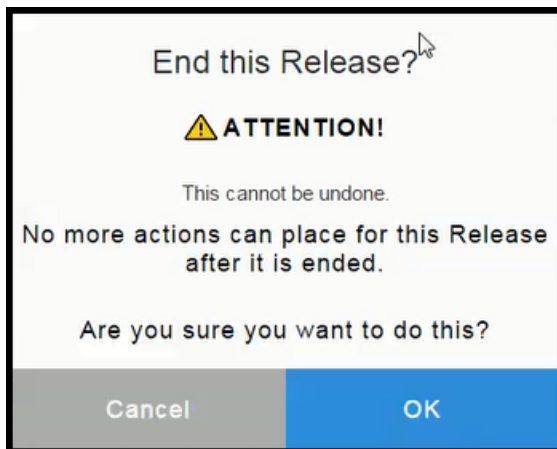 End this Release?
ATTENTION!
This cannot be undone.
No more actions can place for this Release
after it is ended.
Are you sure you want to do this?
Cancel
OK